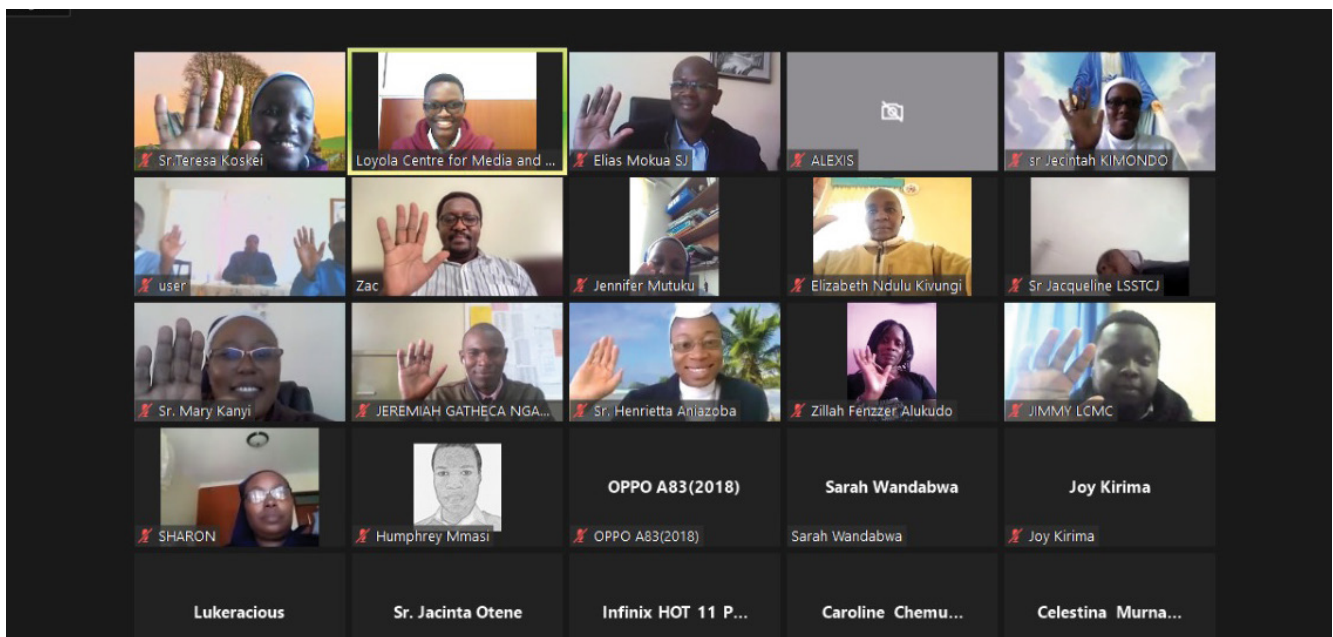 Sr.Teresa Koskei
Loyola Centre for Media and ...
Elias Mokua SJ
ALEXIS
sr Jecintah KIMONDO
user
Zac
Jennifer Mutuku
Elizabeth Ndulu Kivungi
Sr Jacqueline LSSTCJ
Sr. Mary Kanyi
JEREMIAH GATHECA NGA...
Sr. Henrietta Aniazoba
Zillah Fenzzer Alukudo
JIMMY LCMC
SHARON
Humphrey Mmasi
OPPO A83(2018)
OPPO A83(2018)
Sarah Wandabwa
Sarah Wandabwa
Joy Kirima
Joy Kirima
Lukeracious
Sr. Jacinta Otene
Infinix HOT 11 P...
Caroline Chemu...
Celestina Murna...